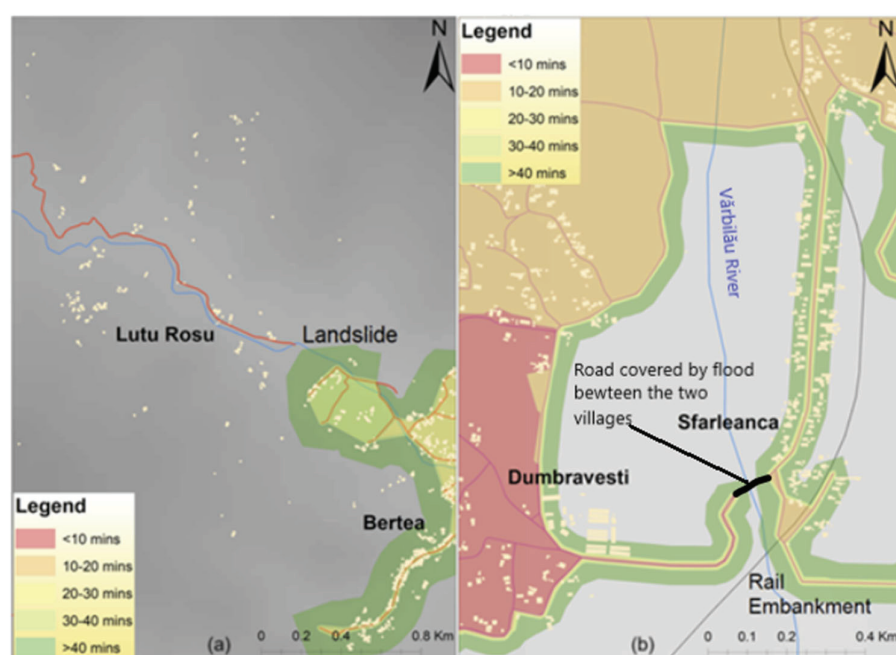 N
Lutu Rosu
Landslide
Bertea
Legend
<10 mins
10-20 mins
20-30 mins
30-40 mins
>40 mins
(a)
0 0.2 0.4 0.8 Km
Legend
<10 mins
10-20 mins
20-30 mins
30-40 mins
>40 mins
N
Vărbilău River
Road covered by flood
bewteen the two
villages
Sfarleanca
Dumbravesti
Rail
Embankment
(b)
0 0.1 0.2 0.4 Km